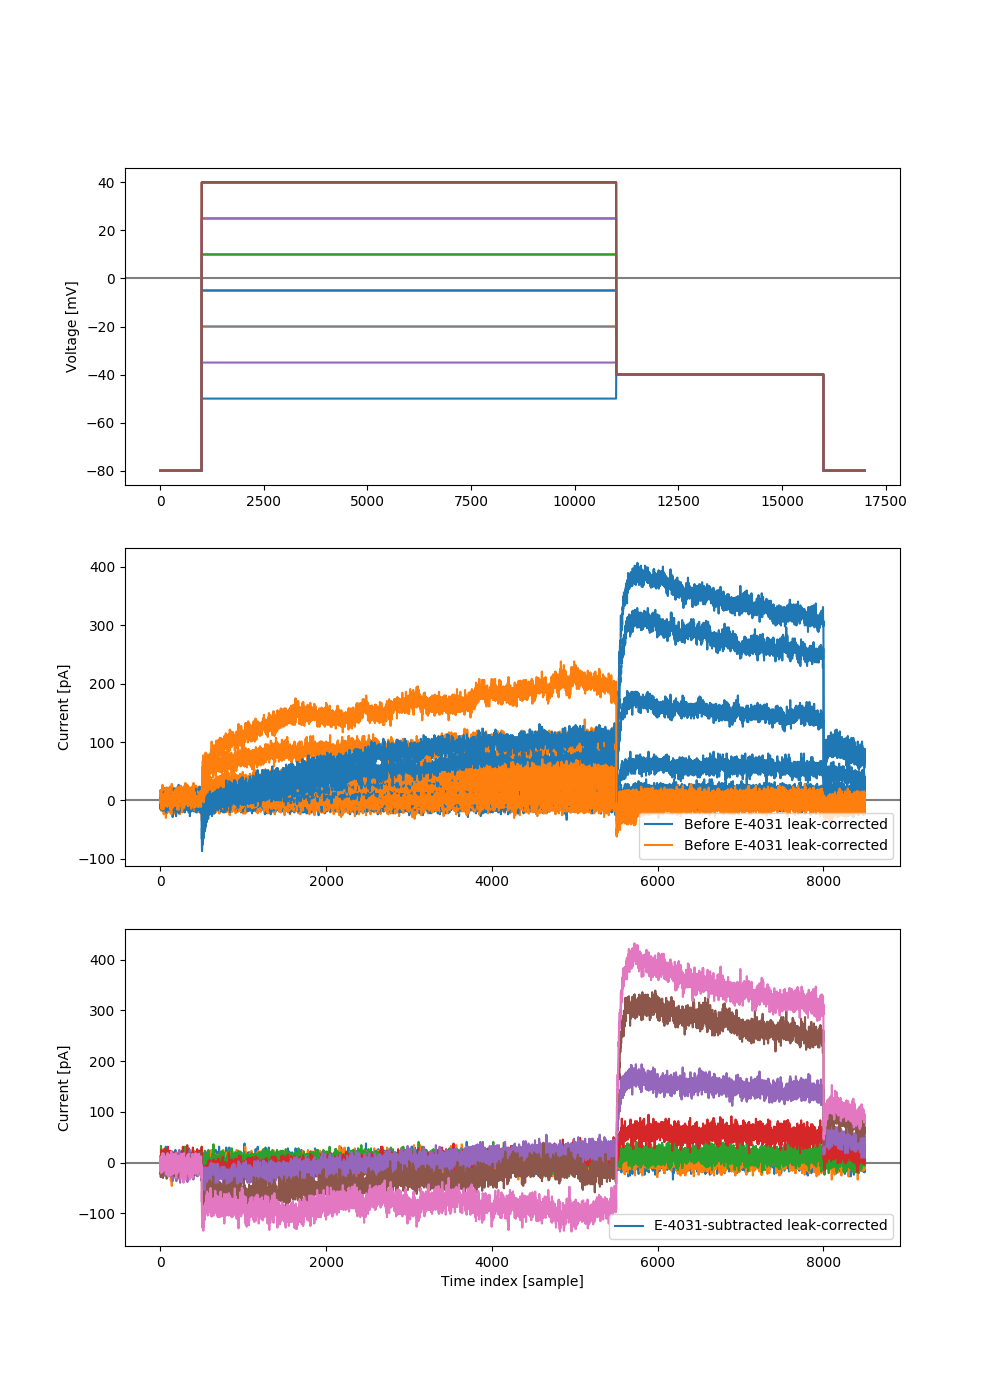 40
20
0
−20
−40
−60
−80
Voltage [mV]
0 2500 5000 7500 10000 12500 15000 17500
400
300
200
100
0
−100
Current [pA]
Before E-4031 leak-corrected
Before E-4031 leak-corrected
0 2000 4000 6000 8000
400
300
200
100
0
−100
Current [pA]
E-4031-subtracted leak-corrected
0 2000 4000 6000 8000
Time index [sample]